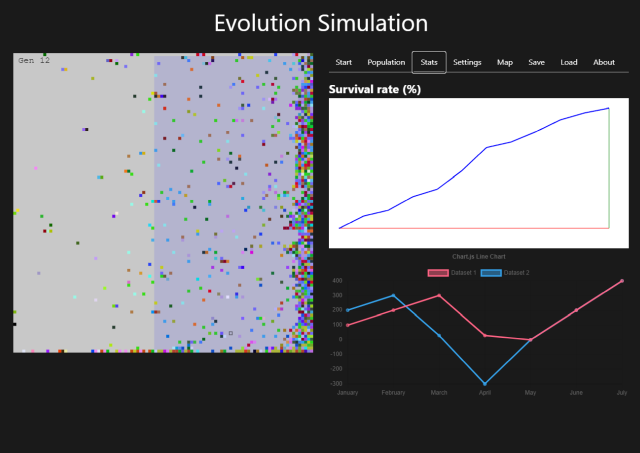 Evolution Simulation
Gen 12
Start Population Stats Settings Map Save Load About
Survival rate (%)
Chart.js Line Chart
Dataset 1 Dataset 2
400
300
200
100
0
-100
-200
-300
January February March April May June July